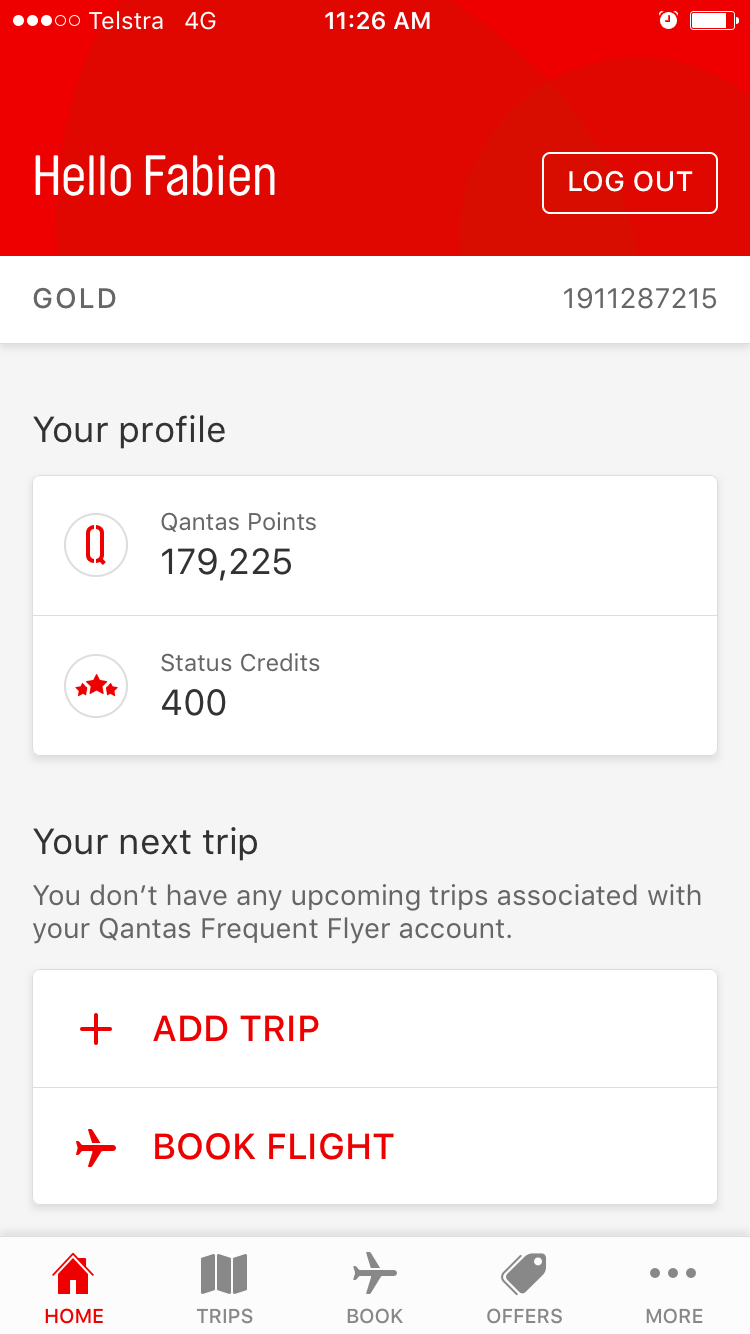 Telstra 4G 11:26 AM
Hello Fabien
LOG OUT
GOLD 1911287215
Your profile
Qantas Points
179,225
Status Credits
400
Your next trip
You don’t have any upcoming trips associated with
your Qantas Frequent Flyer account.
ADD TRIP
BOOK FLIGHT
HOME TRIPS BOOK OFFERS MORE